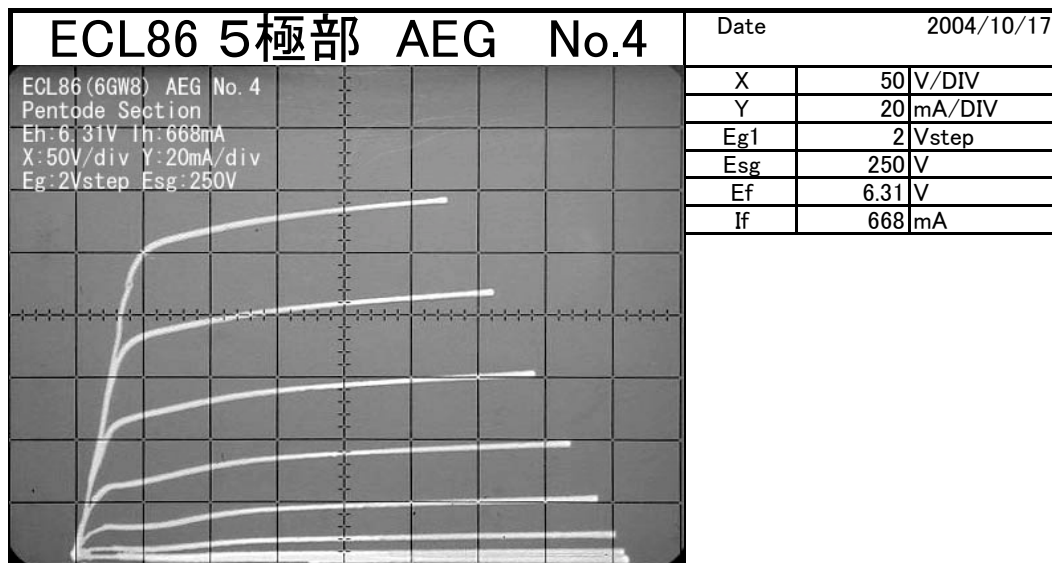 ECL86 5極部 AEG No.4
Date 2004/10/17
ECL86(6GW8) AEG No.4
Pentode Section
Eh:6.31V Ih:668mA
X:50V/div Y:20mA/div
Eg:2Vstep Esg:250V
X 50 V/DIV
Y 20 mA/DIV
Eg1 2 Vstep
Esg 250 V
Ef 6.31 V
If 668 mA